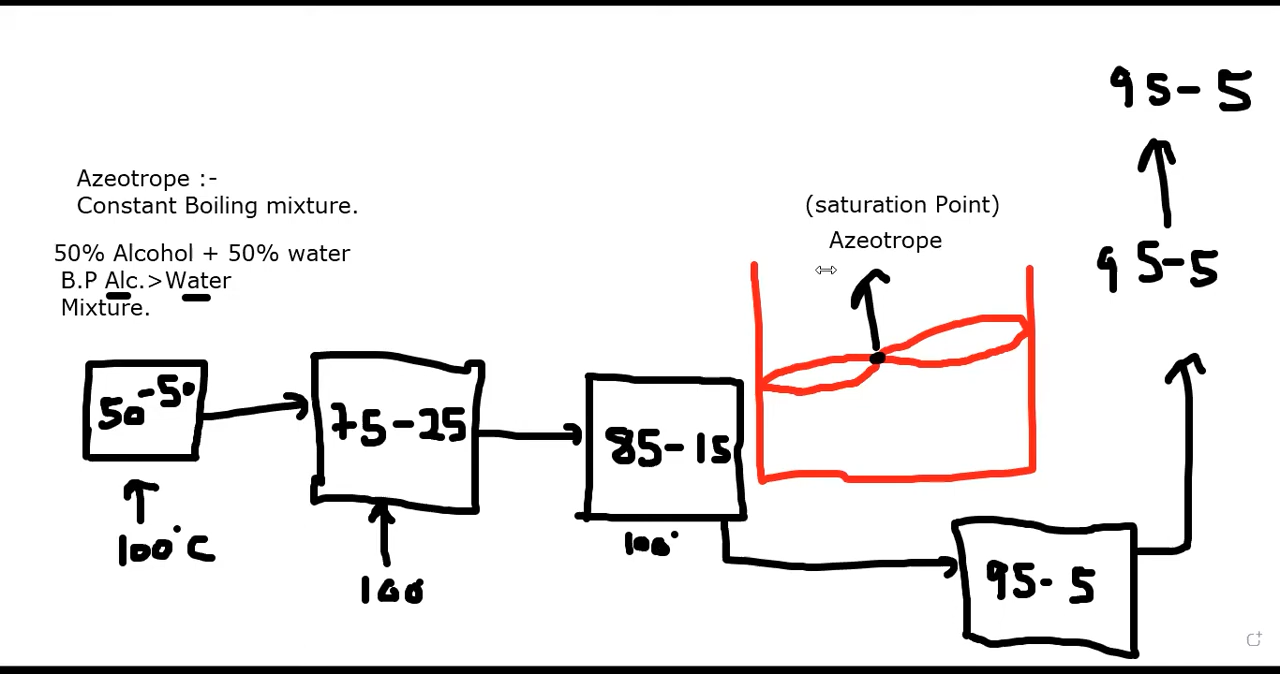 95-5
Azeotrope :-
Constant Boiling mixture.
(saturation Point)
Azeotrope
50% Alcohol + 50% water
B.P Alc.>Water
Mixture.
95-5
50-50
75-25
85-15
100°C
100
100°
95-5